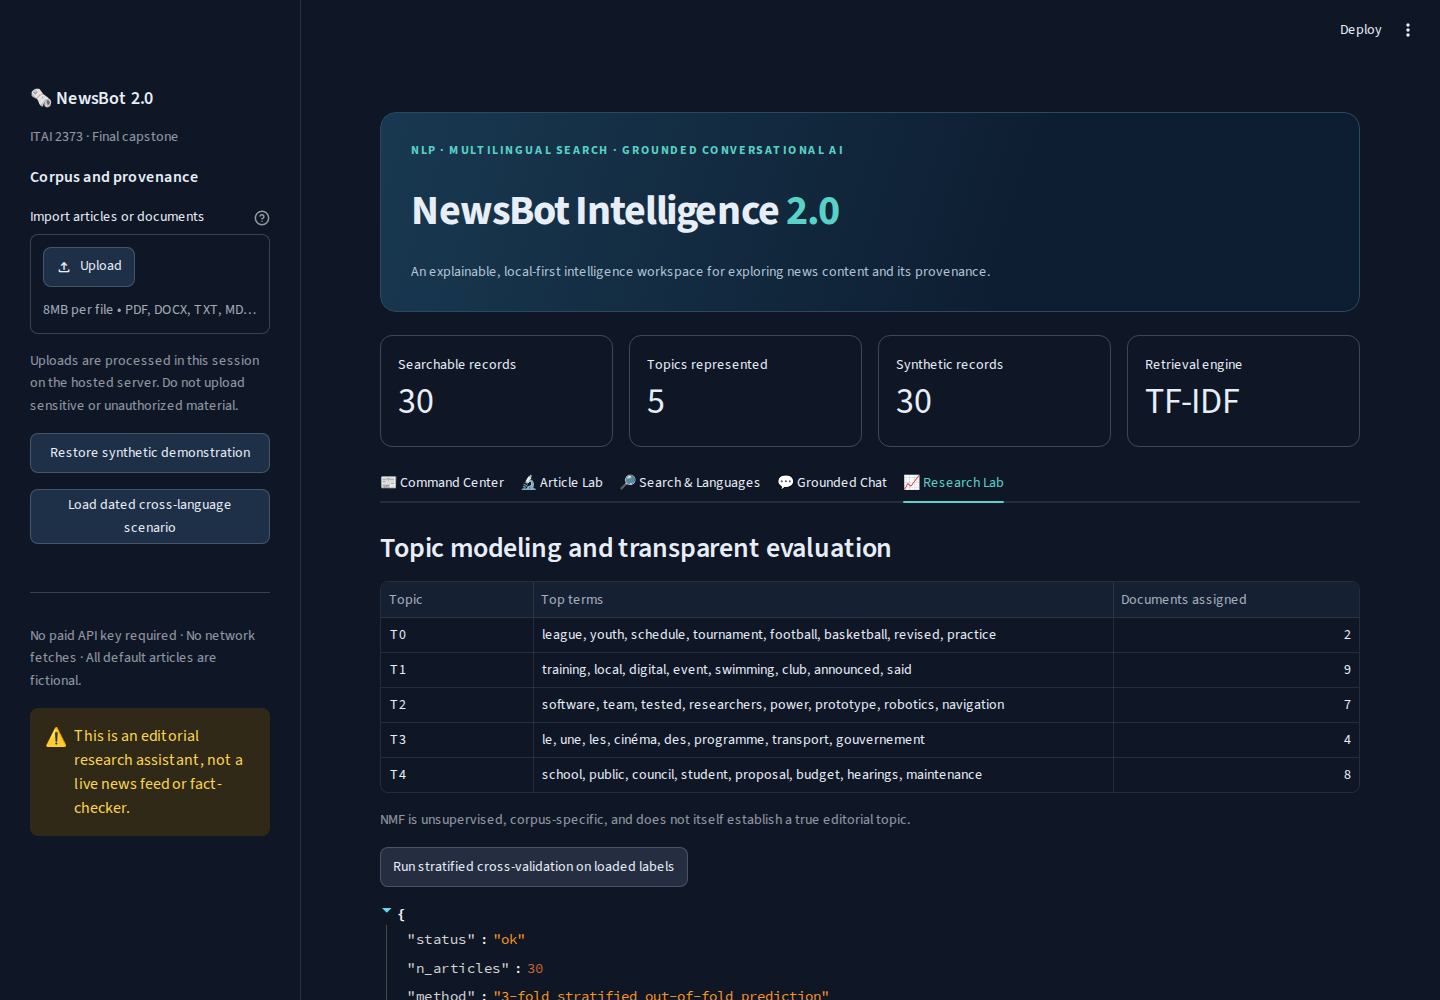 Deploy
🗞️ NewsBot 2.0
ITAI 2373 · Final capstone
Corpus and provenance
Import articles or documents
Upload
8MB per file • PDF, DOCX, TXT, MD…
Uploads are processed in this session
on the hosted server. Do not upload
sensitive or unauthorized material.
Restore synthetic demonstration
Load dated cross-language
scenario
No paid API key required · No network
fetches · All default articles are
fictional.
⚠️ This is an editorial
research assistant, not a
live news feed or fact-
checker.
NLP · MULTILINGUAL SEARCH · GROUNDED CONVERSATIONAL AI
NewsBot Intelligence 2.0
An explainable, local-first intelligence workspace for exploring news content and its provenance.
Searchable records
30
Topics represented
5
Synthetic records
30
Retrieval engine
TF-IDF
📰 Command Center 🔬 Article Lab 🔎 Search & Languages 💬 Grounded Chat 📈 Research Lab
Topic modeling and transparent evaluation
Topic Top terms Documents assigned
T0 league, youth, schedule, tournament, football, basketball, revised, practice 2
T1 training, local, digital, event, swimming, club, announced, said 9
T2 software, team, tested, researchers, power, prototype, robotics, navigation 7
T3 le, une, les, cinéma, des, programme, transport, gouvernement 4
T4 school, public, council, student, proposal, budget, hearings, maintenance 8
NMF is unsupervised, corpus-specific, and does not itself establish a true editorial topic.
Run stratified cross-validation on loaded labels
{
"status" : "ok"
"n_articles" : 30
"method" : "3-fold stratified out-of-fold prediction"